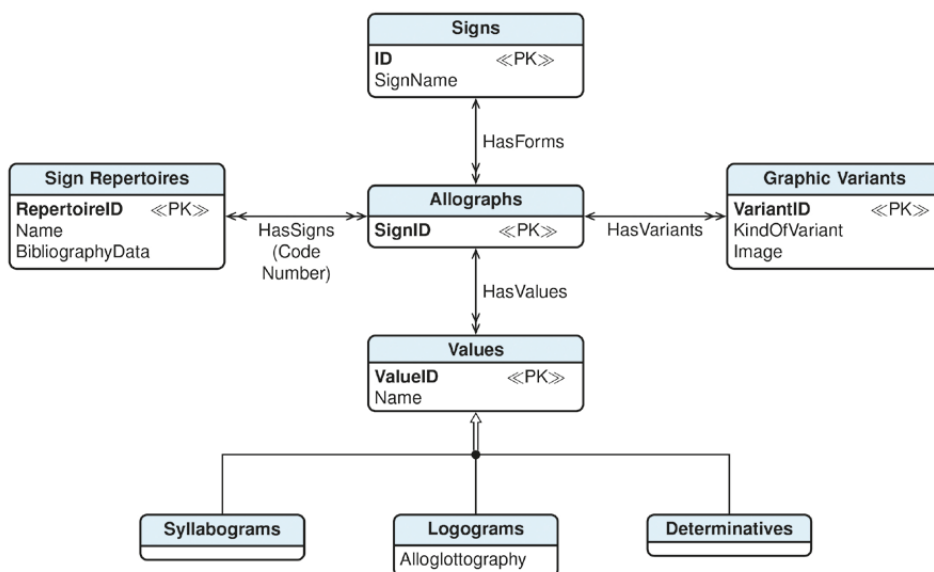 Signs
ID ≪PK≫
SignName
HasForms
Sign Repertoires
RepertoireID ≪PK≫
Name
BibliographyData
HasSigns
(Code
Number)
Allographs
SignID ≪PK≫
HasVariants
Graphic Variants
VariantID ≪PK≫
KindOfVariant
Image
HasValues
Values
ValueID ≪PK≫
Name
Syllabograms
Logograms
Alloglottography
Determinatives